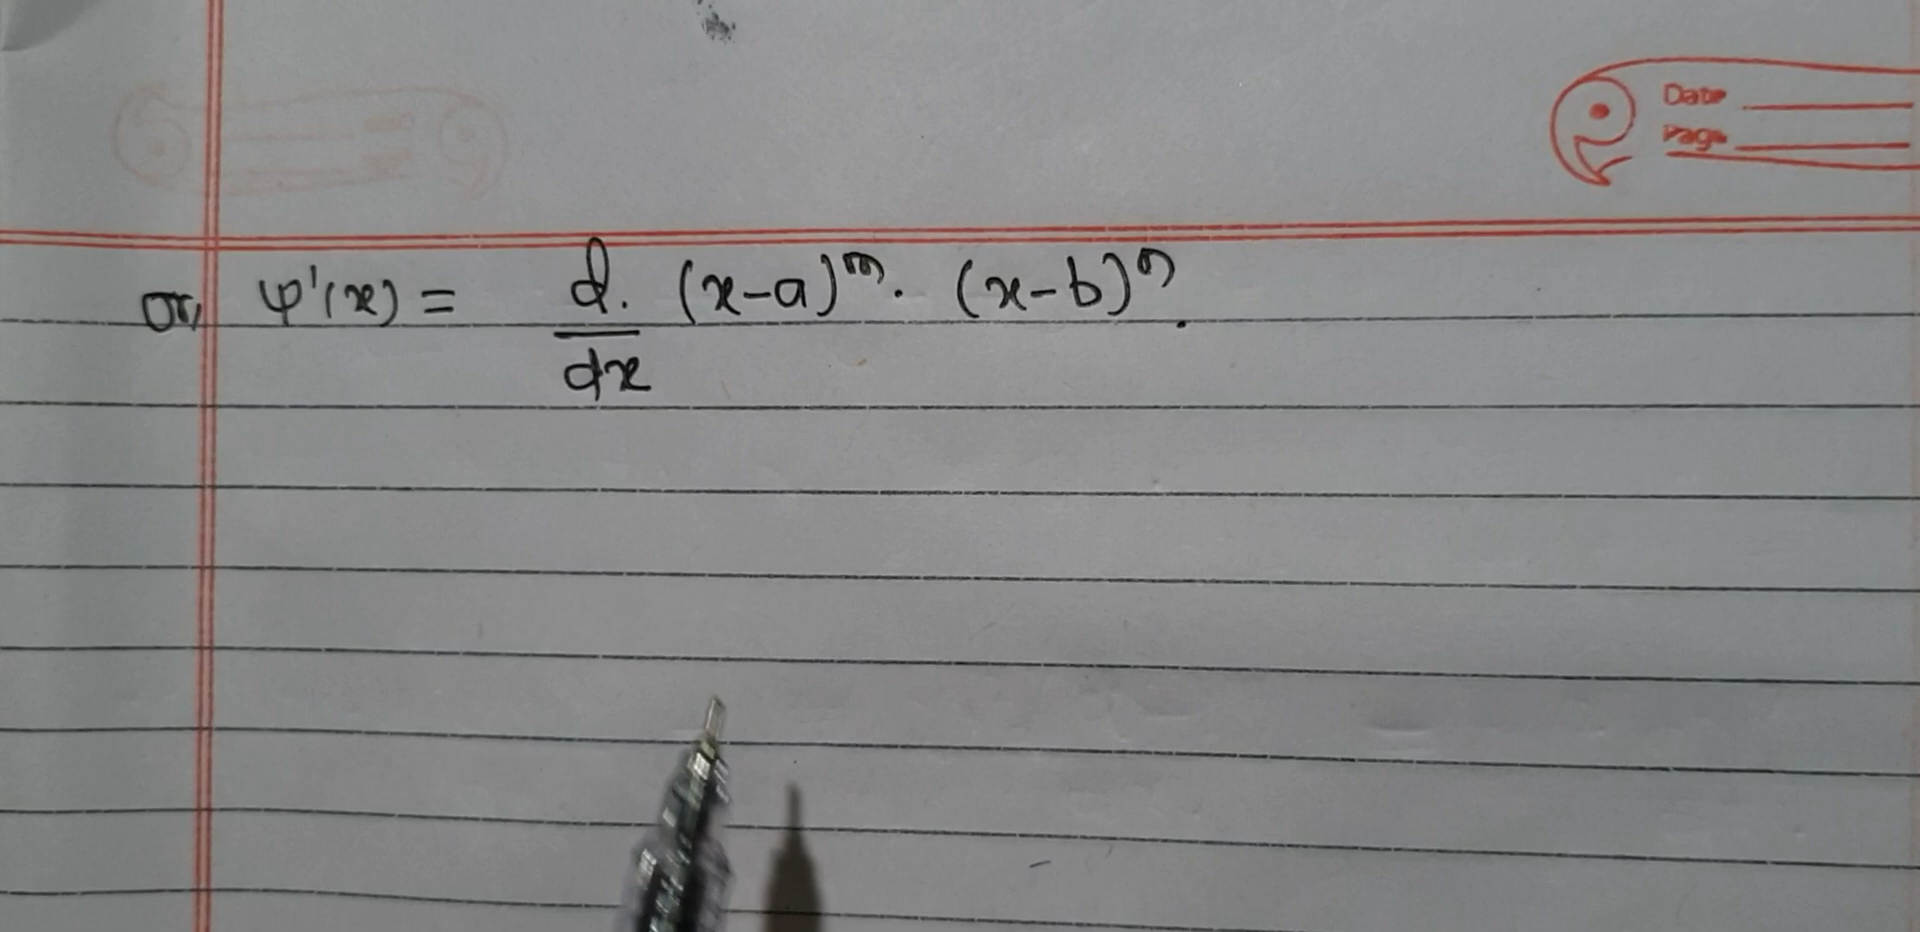 Date
Page
or, φ'(x) = d/dx (x-a)^m . (x-b)^n.